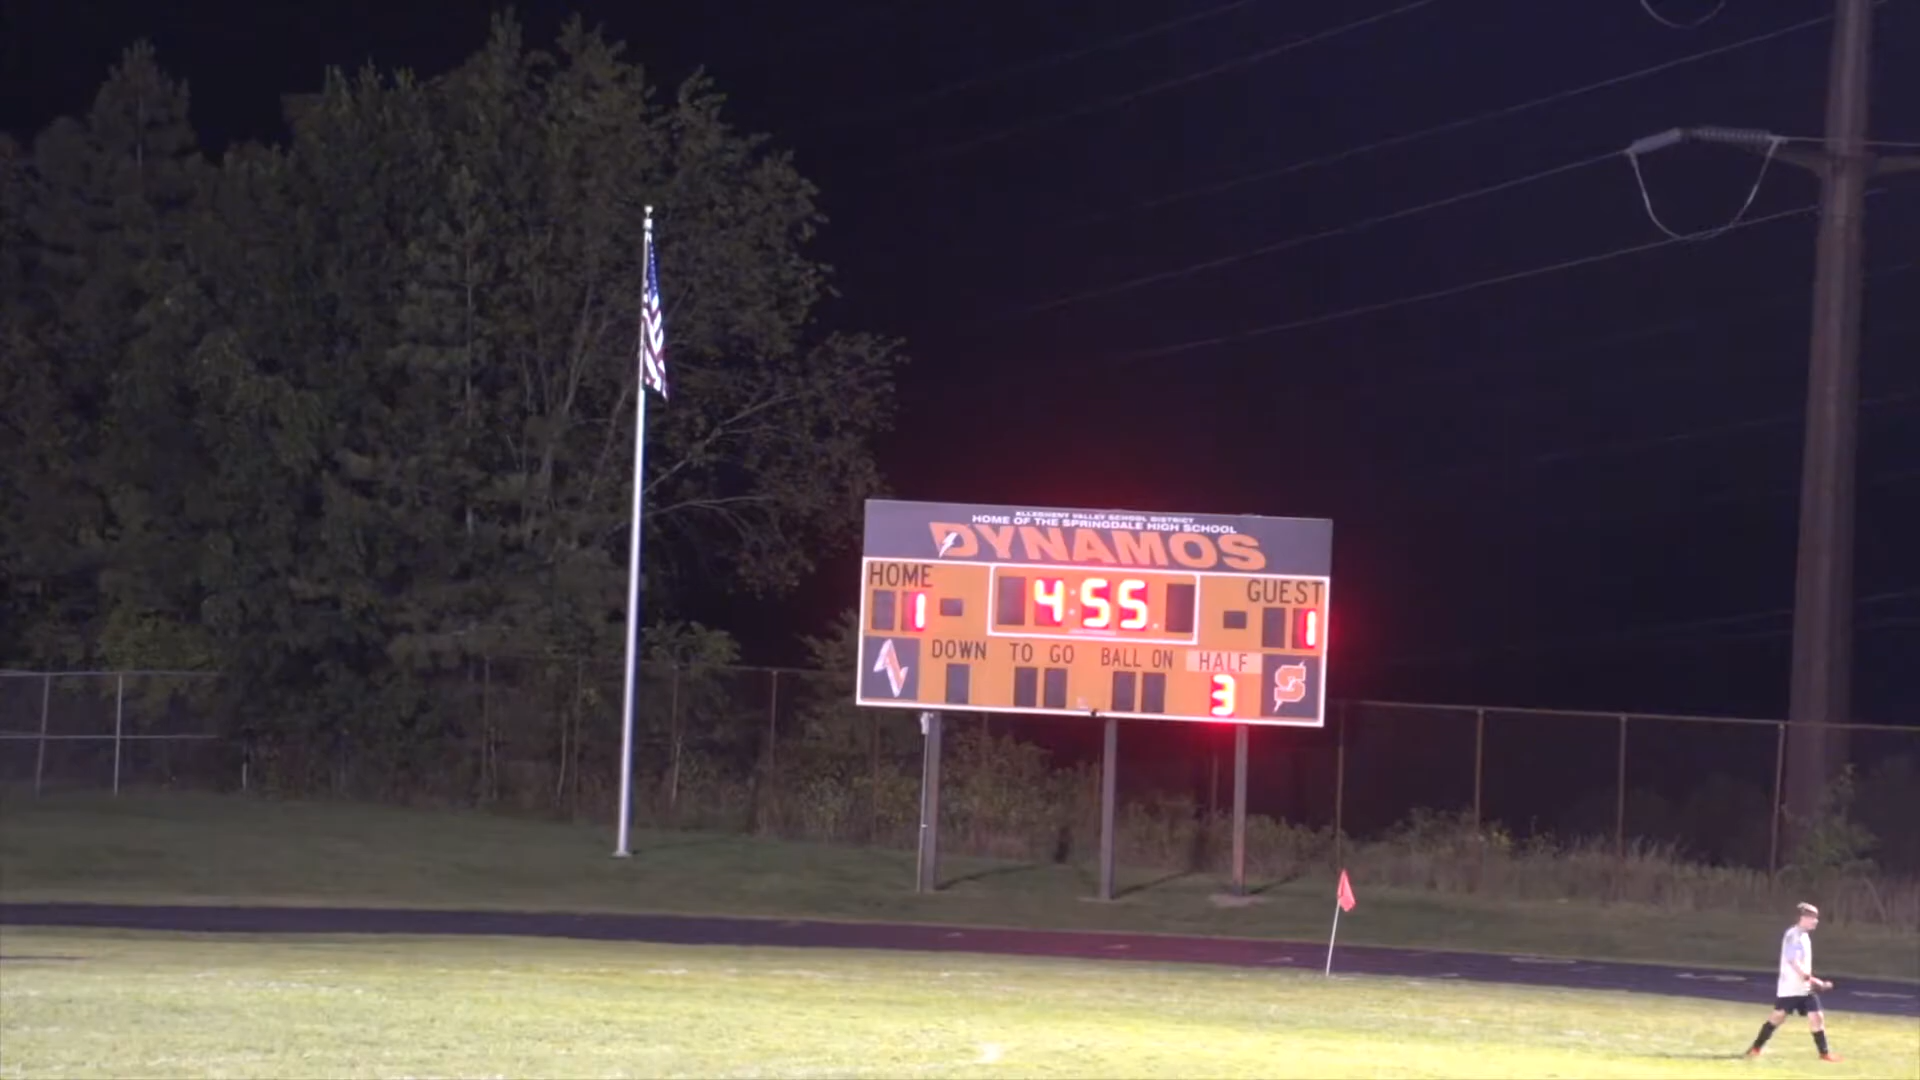 ALLEGHENY VALLEY SCHOOL DISTRICT
HOME OF THE SPRINGDALE HIGH SCHOOL
DYNAMOS
HOME 4:55 GUEST
1 1
DOWN TO GO BALL ON HALF
AV 3 S